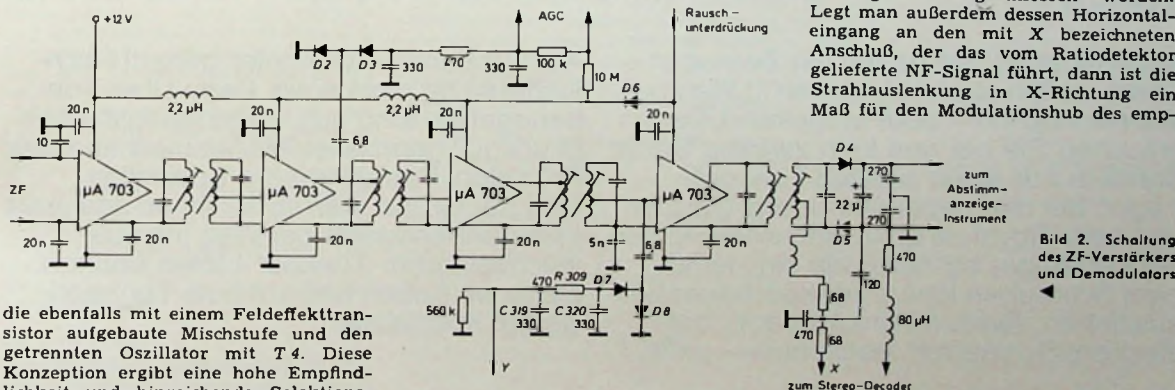 +12 V
AGC
Rausch-
unterdrückung
D2
D3
330
470
330
100 k
10 M
20 n
2,2 µH
20 n
2,2 µH
D6
20 n
20 n
10
6,8
ZF
µA 703
µA 703
µA 703
µA 703
20 n
20 n
20 n
20 n
5 n
6,8
20 n
D4
22 µ
D5
270
270
120
470
68
470
68
80 µH
X
zum Stereo-Decoder
zum
Abstimm-
anzeige-
Instrument
560 k
C 319
330
470
R 309
C 320
330
D7
D8
Y
Legt man außerdem dessen Horizontal-
eingang an den mit X bezeichneten
Anschluß, der das vom Ratiodetektor
gelieferte NF-Signal führt, dann ist die
Strahlauslenkung in X-Richtung ein
Maß für den Modulationshub des emp-
Bild 2. Schaltung
des ZF-Verstärkers
und Demodulators
die ebenfalls mit einem Feldeffekttran-
sistor aufgebaute Mischstufe und den
getrennten Oszillator mit T 4. Diese
Konzeption ergibt eine hohe Empfind-